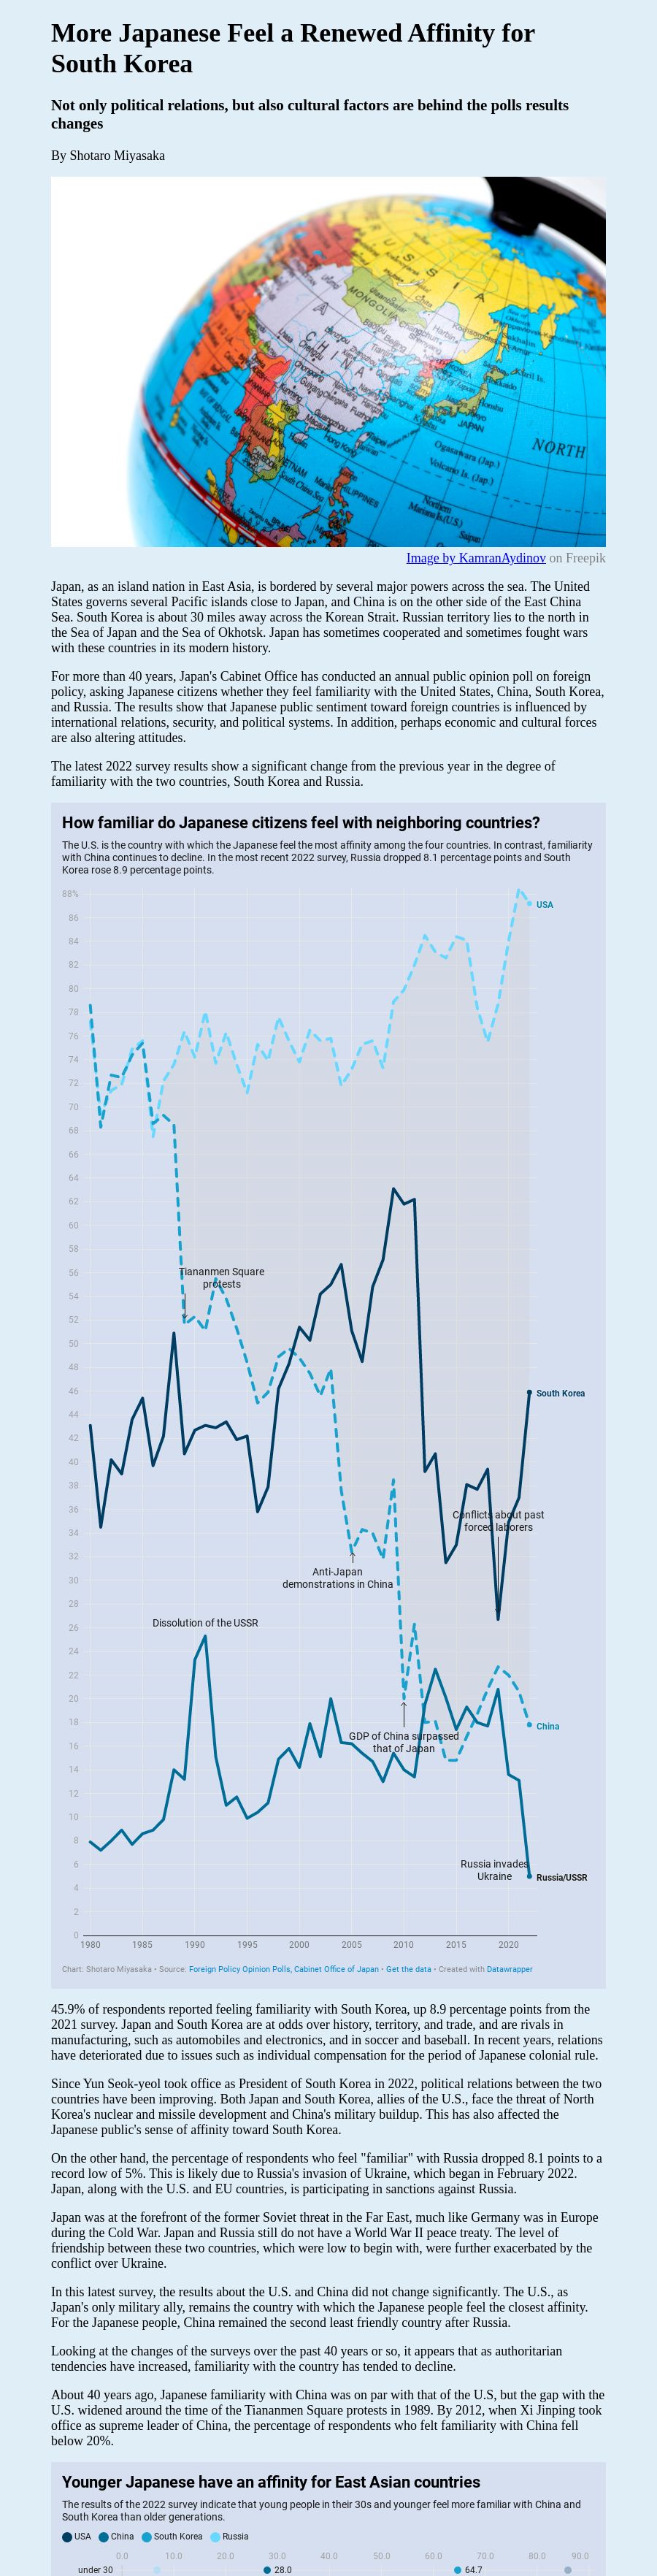 More Japanese Feel a Renewed Affinity for
South Korea
Not only political relations, but also cultural factors are behind the polls results
changes
By Shotaro Miyasaka
RUSSIA
MONGOLIA
CHINA
JAPAN
NORTH
Ogasawara (Jap.)
Volcano Is. (Jap.)
Northern
Mariana Is.(U.S.)
Hong Kong
South China Sea
PHILIPPINES
VIETNAM
Image by KamranAydinov on Freepik
Japan, as an island nation in East Asia, is bordered by several major powers across the sea. The United
States governs several Pacific islands close to Japan, and China is on the other side of the East China
Sea. South Korea is about 30 miles away across the Korean Strait. Russian territory lies to the north in
the Sea of Japan and the Sea of Okhotsk. Japan has sometimes cooperated and sometimes fought wars
with these countries in its modern history.
For more than 40 years, Japan's Cabinet Office has conducted an annual public opinion poll on foreign
policy, asking Japanese citizens whether they feel familiarity with the United States, China, South Korea,
and Russia. The results show that Japanese public sentiment toward foreign countries is influenced by
international relations, security, and political systems. In addition, perhaps economic and cultural forces
are also altering attitudes.
The latest 2022 survey results show a significant change from the previous year in the degree of
familiarity with the two countries, South Korea and Russia.
How familiar do Japanese citizens feel with neighboring countries?
The U.S. is the country with which the Japanese feel the most affinity among the four countries. In contrast, familiarity
with China continues to decline. In the most recent 2022 survey, Russia dropped 8.1 percentage points and South
Korea rose 8.9 percentage points.
88%
USA
86
84
82
80
78
76
74
72
70
68
66
64
62
60
58
56
Tiananmen Square
protests
54
52
50
48
46
South Korea
44
42
40
38
36
Conflicts about past
forced laborers
34
32
Anti-Japan
demonstrations in China
30
28
26
Dissolution of the USSR
24
22
20
18
China
GDP of China surpassed
that of Japan
16
14
12
10
8
6
Russia invades
Ukraine
Russia/USSR
4
2
0
1980 1985 1990 1995 2000 2005 2010 2015 2020
Chart: Shotaro Miyasaka • Source: Foreign Policy Opinion Polls, Cabinet Office of Japan • Get the data • Created with Datawrapper
45.9% of respondents reported feeling familiarity with South Korea, up 8.9 percentage points from the
2021 survey. Japan and South Korea are at odds over history, territory, and trade, and are rivals in
manufacturing, such as automobiles and electronics, and in soccer and baseball. In recent years, relations
have deteriorated due to issues such as individual compensation for the period of Japanese colonial rule.
Since Yun Seok-yeol took office as President of South Korea in 2022, political relations between the two
countries have been improving. Both Japan and South Korea, allies of the U.S., face the threat of North
Korea's nuclear and missile development and China's military buildup. This has also affected the
Japanese public's sense of affinity toward South Korea.
On the other hand, the percentage of respondents who feel "familiar" with Russia dropped 8.1 points to a
record low of 5%. This is likely due to Russia's invasion of Ukraine, which began in February 2022.
Japan, along with the U.S. and EU countries, is participating in sanctions against Russia.
Japan was at the forefront of the former Soviet threat in the Far East, much like Germany was in Europe
during the Cold War. Japan and Russia still do not have a World War II peace treaty. The level of
friendship between these two countries, which were low to begin with, were further exacerbated by the
conflict over Ukraine.
In this latest survey, the results about the U.S. and China did not change significantly. The U.S., as
Japan's only military ally, remains the country with which the Japanese people feel the closest affinity.
For the Japanese people, China remained the second least friendly country after Russia.
Looking at the changes of the surveys over the past 40 years or so, it appears that as authoritarian
tendencies have increased, familiarity with the country has tended to decline.
About 40 years ago, Japanese familiarity with China was on par with that of the U.S, but the gap with the
U.S. widened around the time of the Tiananmen Square protests in 1989. By 2012, when Xi Jinping took
office as supreme leader of China, the percentage of respondents who felt familiarity with China fell
below 20%.
Younger Japanese have an affinity for East Asian countries
The results of the 2022 survey indicate that young people in their 30s and younger feel more familiar with China and
South Korea than older generations.
USA China South Korea Russia
0.0 10.0 20.0 30.0 40.0 50.0 60.0 70.0 80.0 90.0
under 30 28.0 64.7